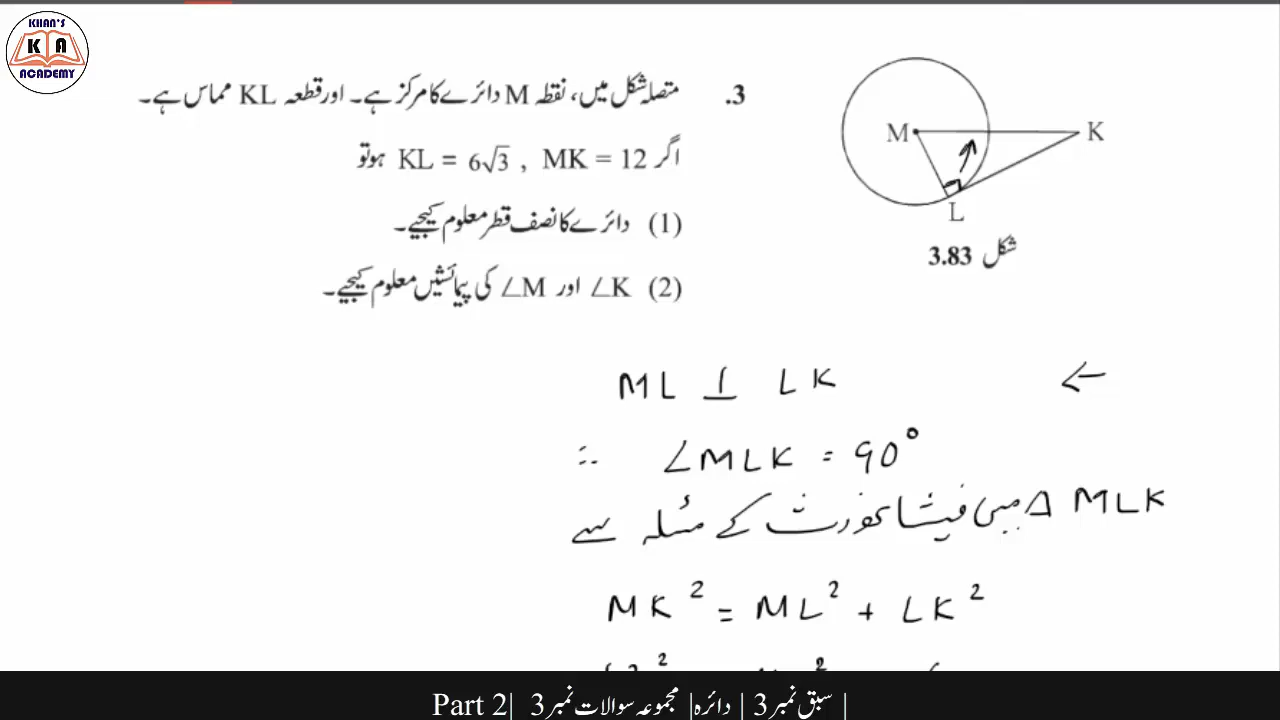 KHAN'S
K A
ACADEMY
3. متصلہ شکل میں، نقطہ M دائرے کا مرکز ہے۔ اور قطعہ KL مماس ہے۔
اگر MK = 12 , KL = 6√3 ہو تو
(1) دائرے کا نصف قطر معلوم کیجیے۔
(2) ∠K اور ∠M کی پیمائشیں معلوم کیجیے۔
M
K
L
شکل 3.83
ML ⊥ LK ←
∴ ∠MLK = 90°
Δ MLK میں فیثا غورث کے مسئلہ سے
MK² = ML² + LK²
| سبق نمبر 3 | دائرہ | مجموعہ سوالات نمبر 3 |Part 2